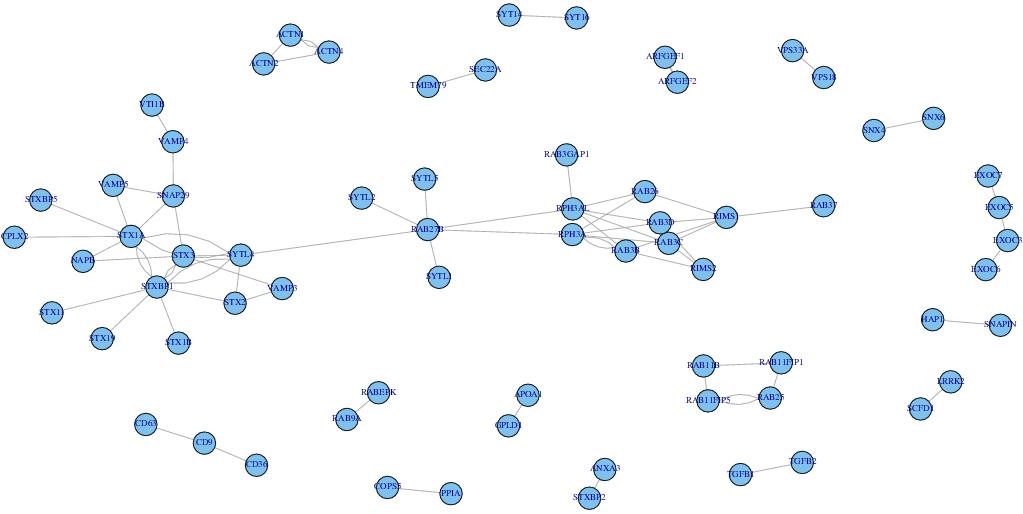 SYT14
SYT16
ACTN1
ACTN4
ACTN2
VPS33A
ARFGEF1
SEC22A
VPS18
ARFGEF2
TMEM79
VTI1B
SNX6
SNX4
VAMP4
RAB3GAP1
EXOC7
SYTL5
VAMP5
RAB26
SNAP29
SYTL2
STXBP5
RAB37
EXOC5
RPH3AL
RIMS1
RAB3D
RAB27B
CPLX2
STX1A
RPH3A
EXOC3
RAB3C
RAB3B
SYTL4
STX3
NAPB
RIMS2
EXOC6
SYTL1
STXBP1
VAMP3
STX2
STX11
HAP1
SNAPIN
STX19
STX1B
RAB11B
RAB11FIP1
LRRK2
RABEPK
APOA1
RAB25
RAB11FIP5
SCFD1
RAB9A
CD63
GPLD1
CD9
TGFB2
CD36
ANXA3
TGFB1
COPS5
PPIA
STXBP2